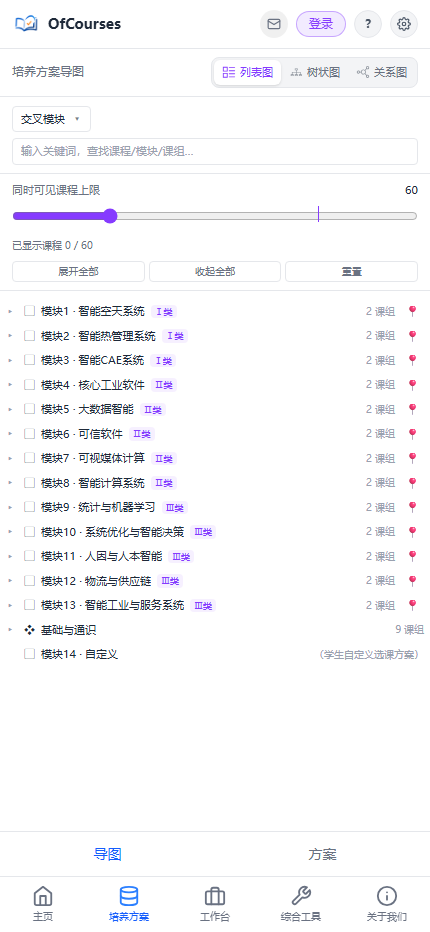 OfCourses
登录
?
培养方案导图
列表图
树状图
关系图
交叉模块
输入关键词，查找课程/模块/课组...
同时可见课程上限
60
已显示课程 0 / 60
展开全部
收起全部
重置
模块1 · 智能空天系统 Ⅰ类 2 课组
模块2 · 智能热管理系统 Ⅰ类 2 课组
模块3 · 智能CAE系统 Ⅰ类 2 课组
模块4 · 核心工业软件 Ⅱ类 2 课组
模块5 · 大数据智能 Ⅱ类 2 课组
模块6 · 可信软件 Ⅱ类 2 课组
模块7 · 可视媒体计算 Ⅱ类 2 课组
模块8 · 智能计算系统 Ⅱ类 2 课组
模块9 · 统计与机器学习 Ⅲ类 2 课组
模块10 · 系统优化与智能决策 Ⅲ类 2 课组
模块11 · 人因与人本智能 Ⅲ类 2 课组
模块12 · 物流与供应链 Ⅲ类 2 课组
模块13 · 智能工业与服务系统 Ⅲ类 2 课组
基础与通识 9 课组
模块14 · 自定义 （学生自定义选课方案）
导图
方案
主页
培养方案
工作台
综合工具
关于我们